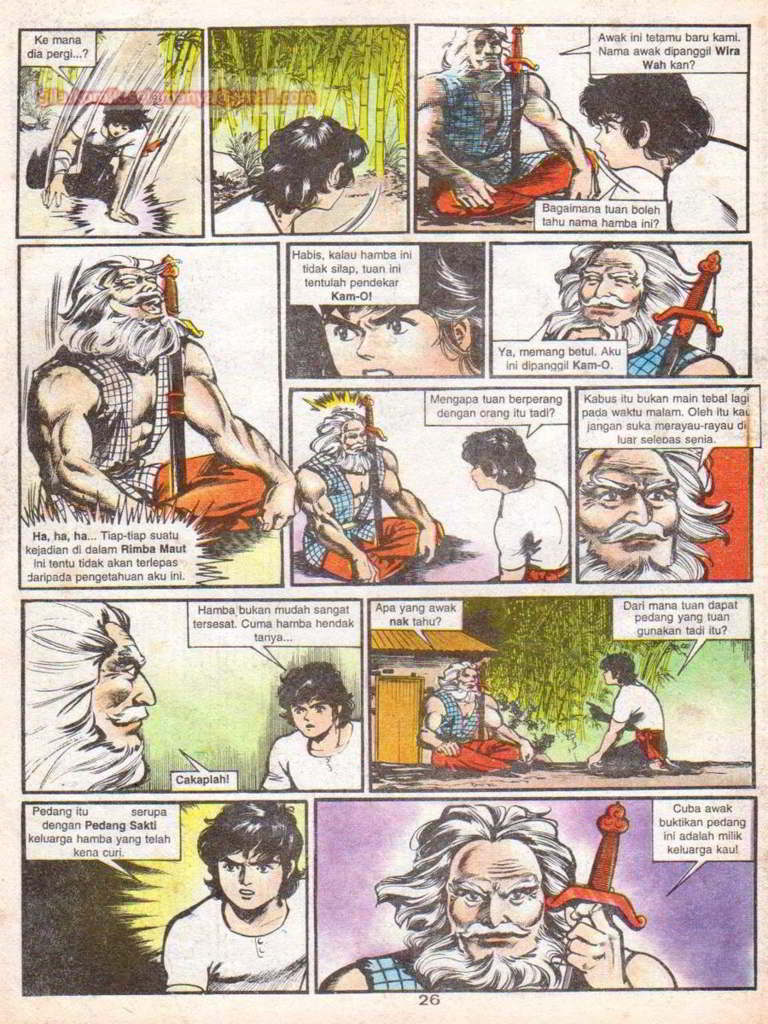 Ke mana
dia pergi...?
Awak ini tetamu baru kami.
Nama awak dipanggil Wira
Wah kan?
Bagaimana tuan boleh
tahu nama hamba ini?
Ha, ha, ha... Tiap-tiap suatu
kejadian di dalam Rimba Maut
ini tentu tidak akan terlepas
daripada pengetahuan aku ini.
Habis, kalau hamba ini
tidak silap, tuan ini
tentulah pendekar
Kam-O!
Ya, memang betul. Aku
ini dipanggil Kam-O.
Mengapa tuan berperang
dengan orang itu tadi?
Kabus itu bukan main tebal lagi
pada waktu malam. Oleh itu kau
jangan suka merayau-rayau di
luar selepas senja.
Hamba bukan mudah sangat
tersesat. Cuma hamba hendak
tanya...
Cakaplah!
Apa yang awak
nak tahu?
Dari mana tuan dapat
pedang yang tuan
gunakan tadi itu?
Pedang itu serupa
dengan Pedang Sakti
keluarga hamba yang telah
kena curi.
Cuba awak
buktikan pedang
ini adalah milik
keluarga kau!
26